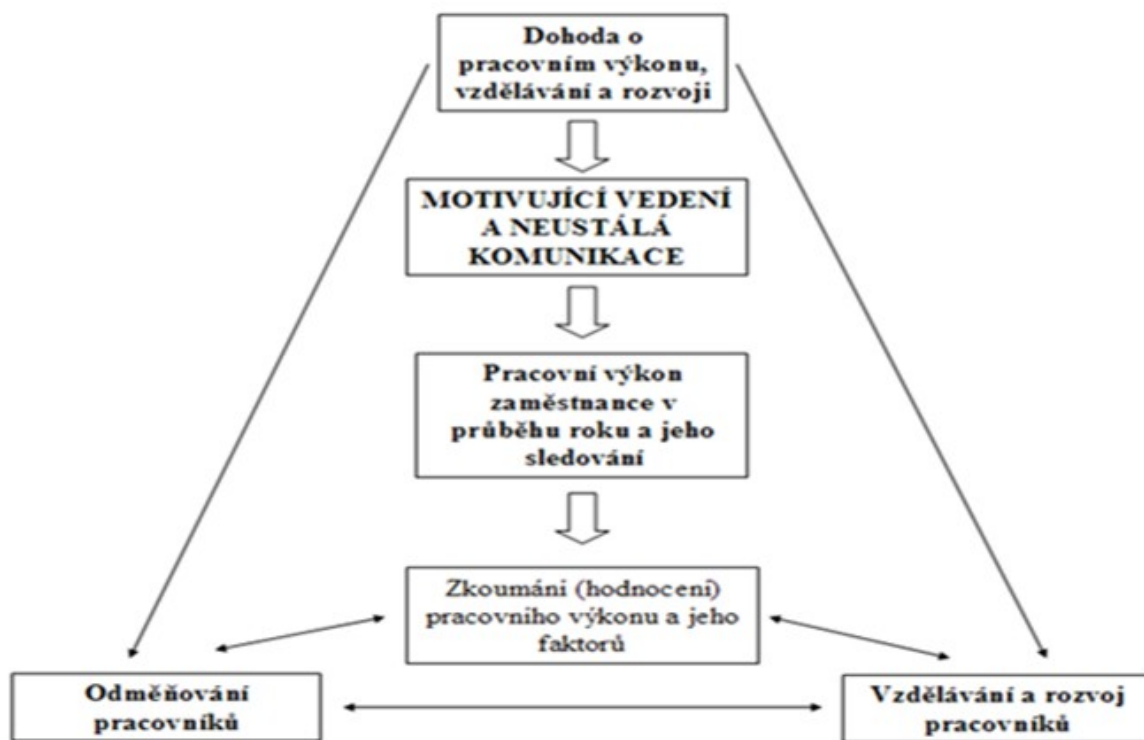 Dohoda o
pracovním výkonu,
vzdělávání a rozvoji
MOTIVUJÍCÍ VEDENÍ
A NEUSTÁLÁ
KOMUNIKACE
Pracovní výkon
zaměstnance v
průběhu roku a jeho
sledování
Zkoumání (hodnocení)
pracovního výkonu a jeho
faktorů
Odměňování
pracovníků
Vzdělávání a rozvoj
pracovníků